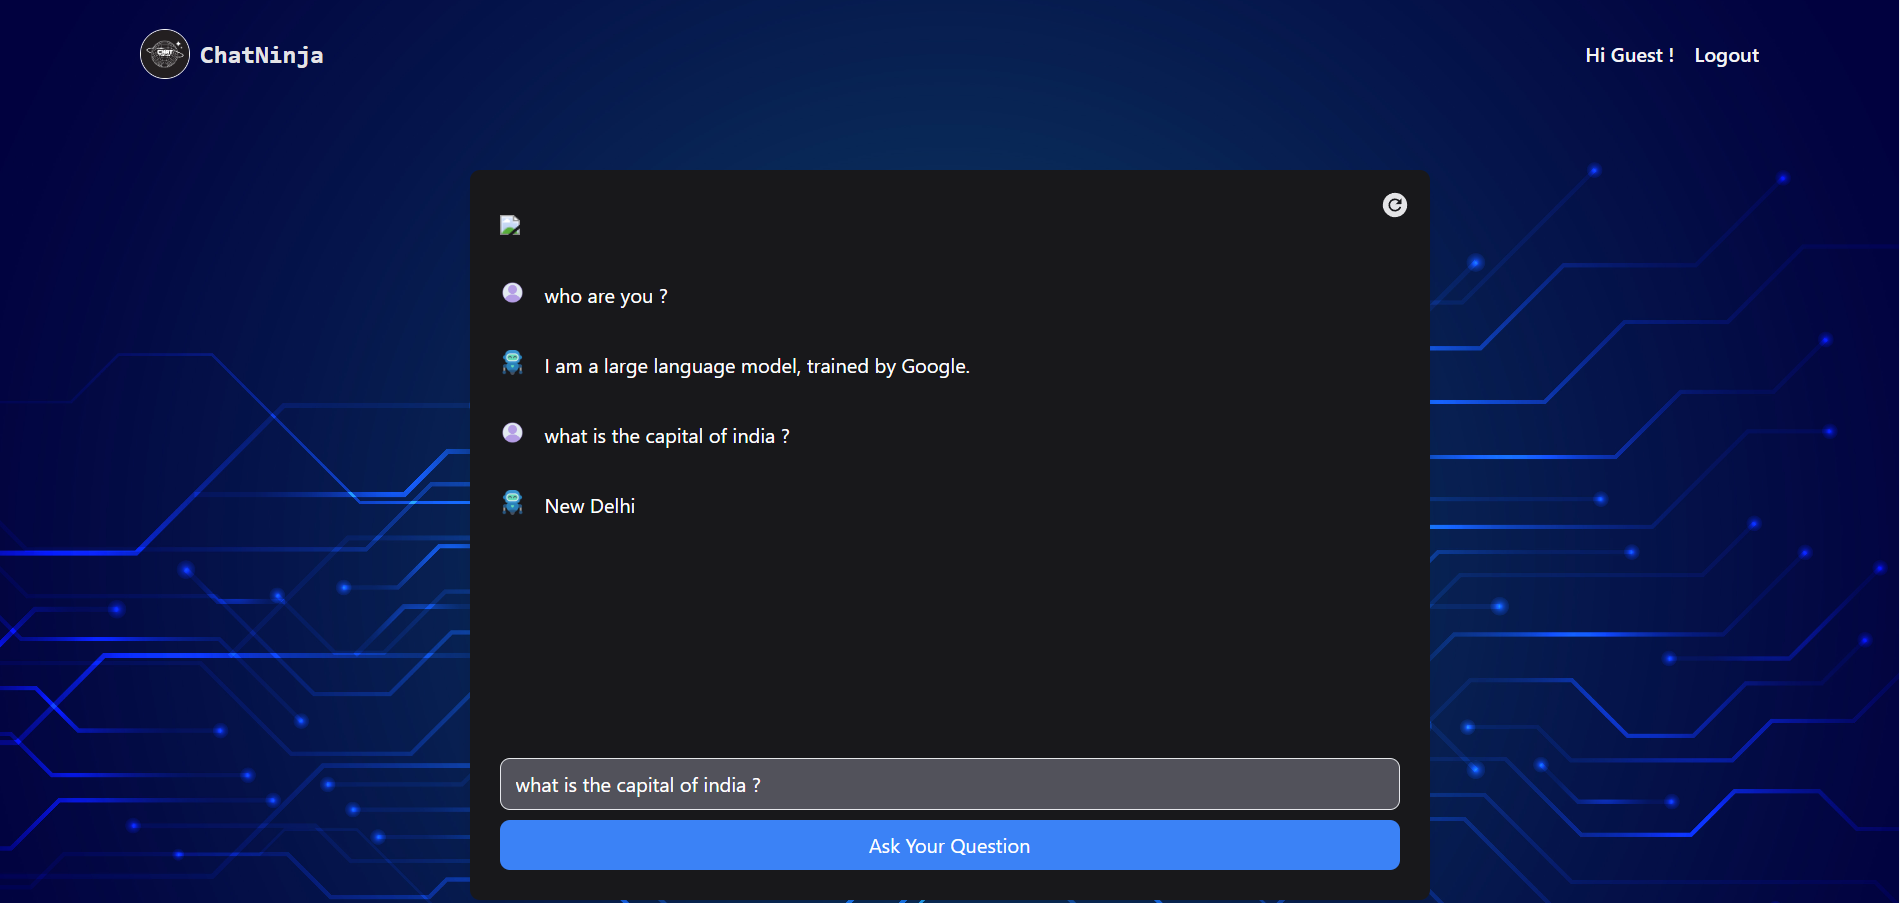 CHAT
ChatNinja
Hi Guest !
Logout
who are you ?
I am a large language model, trained by Google.
what is the capital of india ?
New Delhi
what is the capital of india ?
Ask Your Question